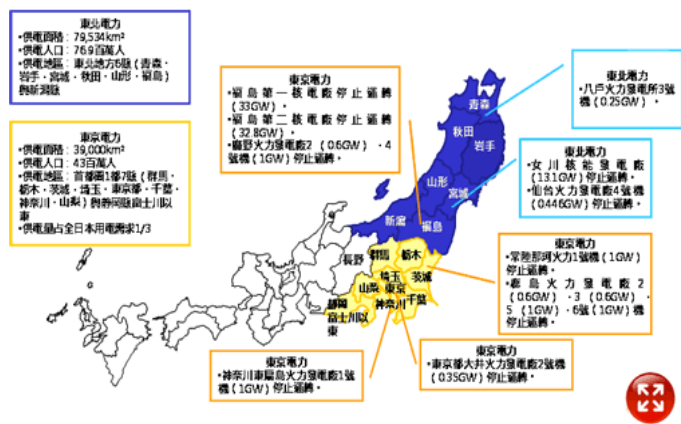 東北電力
•供電面積：79,534km²
•供電人口：76.9百萬人
•供電地區：東北地方6縣（青森、
岩手、宮城、秋田、山形、福島）
與新潟縣
東京電力
•供電面積：39,000km²
•供電人口：43百萬人
•供電地區：首都圈1都7縣（群馬、
栃木、茨城、埼玉、東京都、千葉、
神奈川、山梨）與靜岡縣富士川以
東
•供電量占全日本用電需求1/3
東京電力
•福島第一核電廠停止運轉
（33GW）。
•福島第二核電廠停止運轉
（32.8GW）。
•廣野火力發電廠2（0.6GW）、4
號機（1GW）停止運轉。
東北電力
•八戶火力發電所3號
機（0.25GW）。
東北電力
•女川核能發電廠
（13.1GW）停止運轉。
•仙台火力發電廠4號機
（0.446GW）停止運轉。
東京電力
•常陸那珂火力1號機（1GW）
停止運轉。
•鹿島火力發電廠2
（0.6GW）、3（0.6GW）、
5（1GW）、6號（1GW）機
停止運轉。
東京電力
•神奈川東扇島火力發電廠1號
機（1GW）停止運轉。
東京電力
•東京都大井火力發電廠2號機
（0.35GW）停止運轉。
青森
秋田
岩手
山形
宮城
新潟
福島
長野
群馬
栃木
埼玉
茨城
山梨
東京
神奈川
千葉
靜岡
富士川以
東